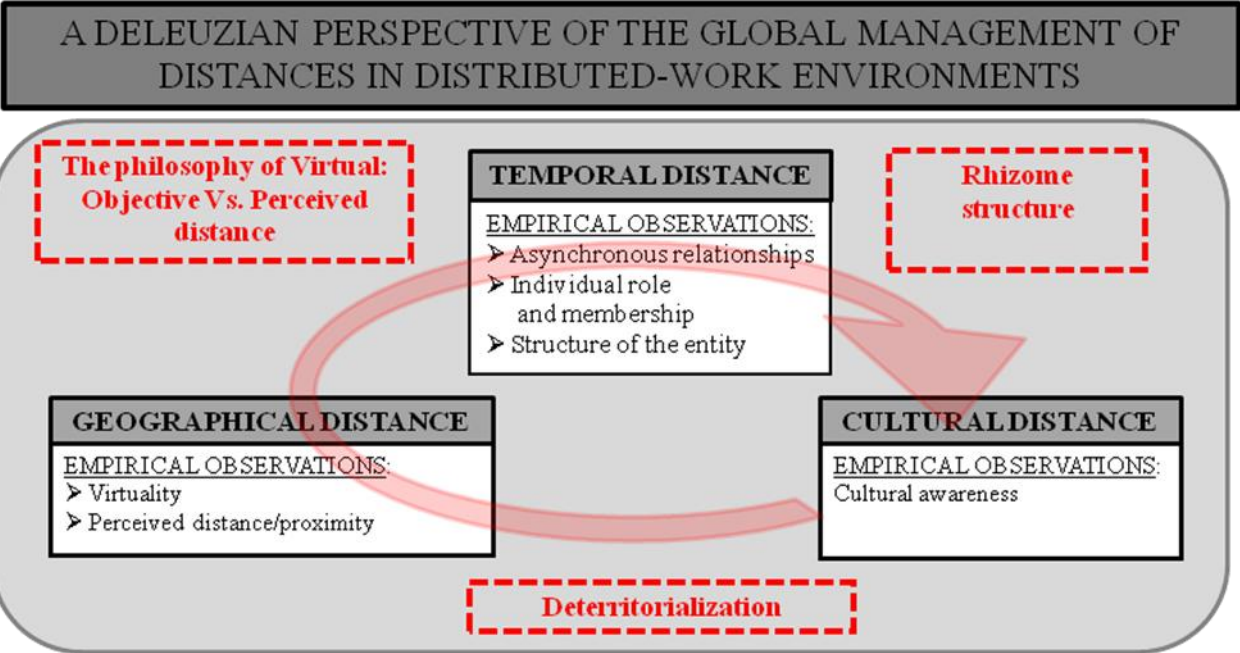 A DELEUZIAN PERSPECTIVE OF THE GLOBAL MANAGEMENT OF
DISTANCES IN DISTRIBUTED-WORK ENVIRONMENTS
The philosophy of Virtual:
Objective Vs. Perceived
distance
TEMPORAL DISTANCE
EMPIRICAL OBSERVATIONS:
➢ Asynchronous relationships
➢ Individual role
and membership
➢ Structure of the entity
Rhizome
structure
GEOGRAPHICAL DISTANCE
EMPIRICAL OBSERVATIONS:
➢ Virtuality
➢ Perceived distance/proximity
CULTURAL DISTANCE
EMPIRICAL OBSERVATIONS:
Cultural awareness
Deterritorialization